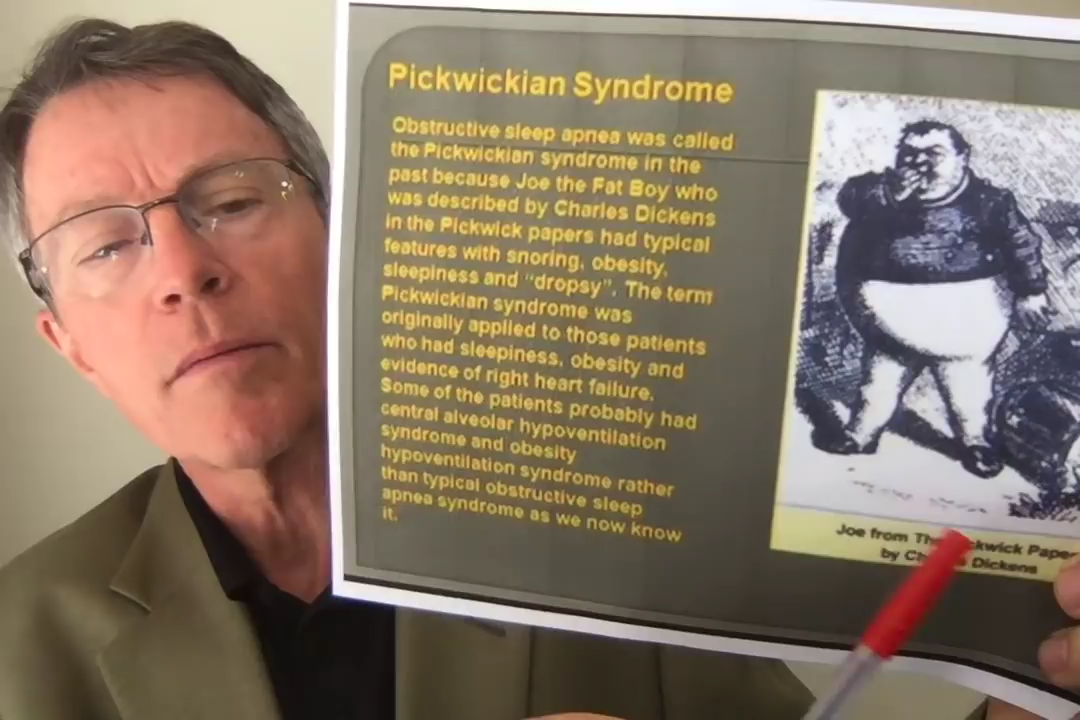 Pickwickian Syndrome
Obstructive sleep apnea was called
the Pickwickian syndrome in the
past because Joe the Fat Boy who
was described by Charles Dickens
in the Pickwick papers had typical
features with snoring, obesity,
sleepiness and "dropsy". The term
Pickwickian syndrome was
originally applied to those patients
who had sleepiness, obesity and
evidence of right heart failure.
Some of the patients probably had
central alveolar hypoventilation
syndrome and obesity
hypoventilation syndrome rather
than typical obstructive sleep
apnea syndrome as we now know
it.
Joe from
by Dickens